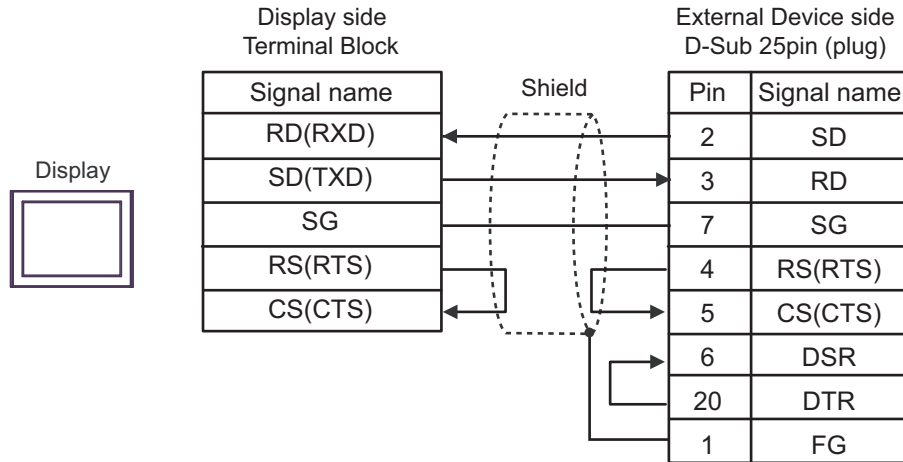 Display side
Terminal Block
External Device side
D-Sub 25pin (plug)
Shield
Display
Signal name
RD(RXD)
SD(TXD)
SG
RS(RTS)
CS(CTS)
Pin Signal name
2 SD
3 RD
7 SG
4 RS(RTS)
5 CS(CTS)
6 DSR
20 DTR
1 FG